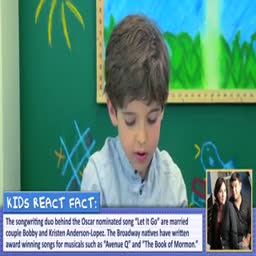 KIDS REACT FACT:
The songwriting duo behind the Oscar nominated song "Let It Go" are married
couple Bobby and Kristen Anderson-Lopez. The Broadway natives have written
award winning songs for musicals such as "Avenue Q" and "The Book of Mormon."